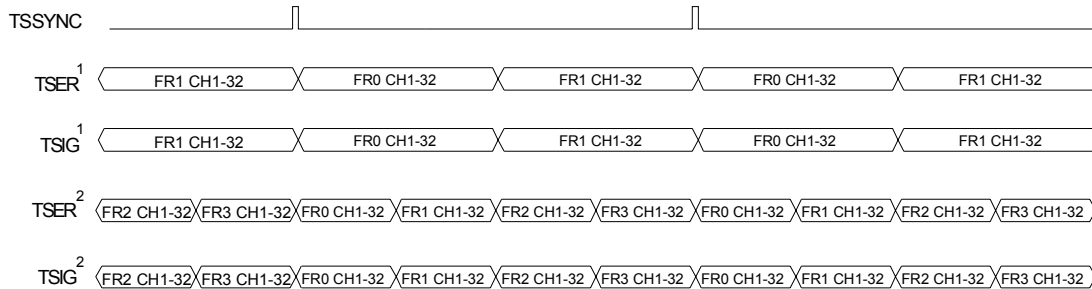 TSSYNC
TSER¹ FR1 CH1-32 FR0 CH1-32 FR1 CH1-32 FR0 CH1-32 FR1 CH1-32
TSIG¹ FR1 CH1-32 FR0 CH1-32 FR1 CH1-32 FR0 CH1-32 FR1 CH1-32
TSER² FR2 CH1-32 FR3 CH1-32 FR0 CH1-32 FR1 CH1-32 FR2 CH1-32 FR3 CH1-32 FR0 CH1-32 FR1 CH1-32 FR2 CH1-32 FR3 CH1-32
TSIG² FR2 CH1-32 FR3 CH1-32 FR0 CH1-32 FR1 CH1-32 FR2 CH1-32 FR3 CH1-32 FR0 CH1-32 FR1 CH1-32 FR2 CH1-32 FR3 CH1-32